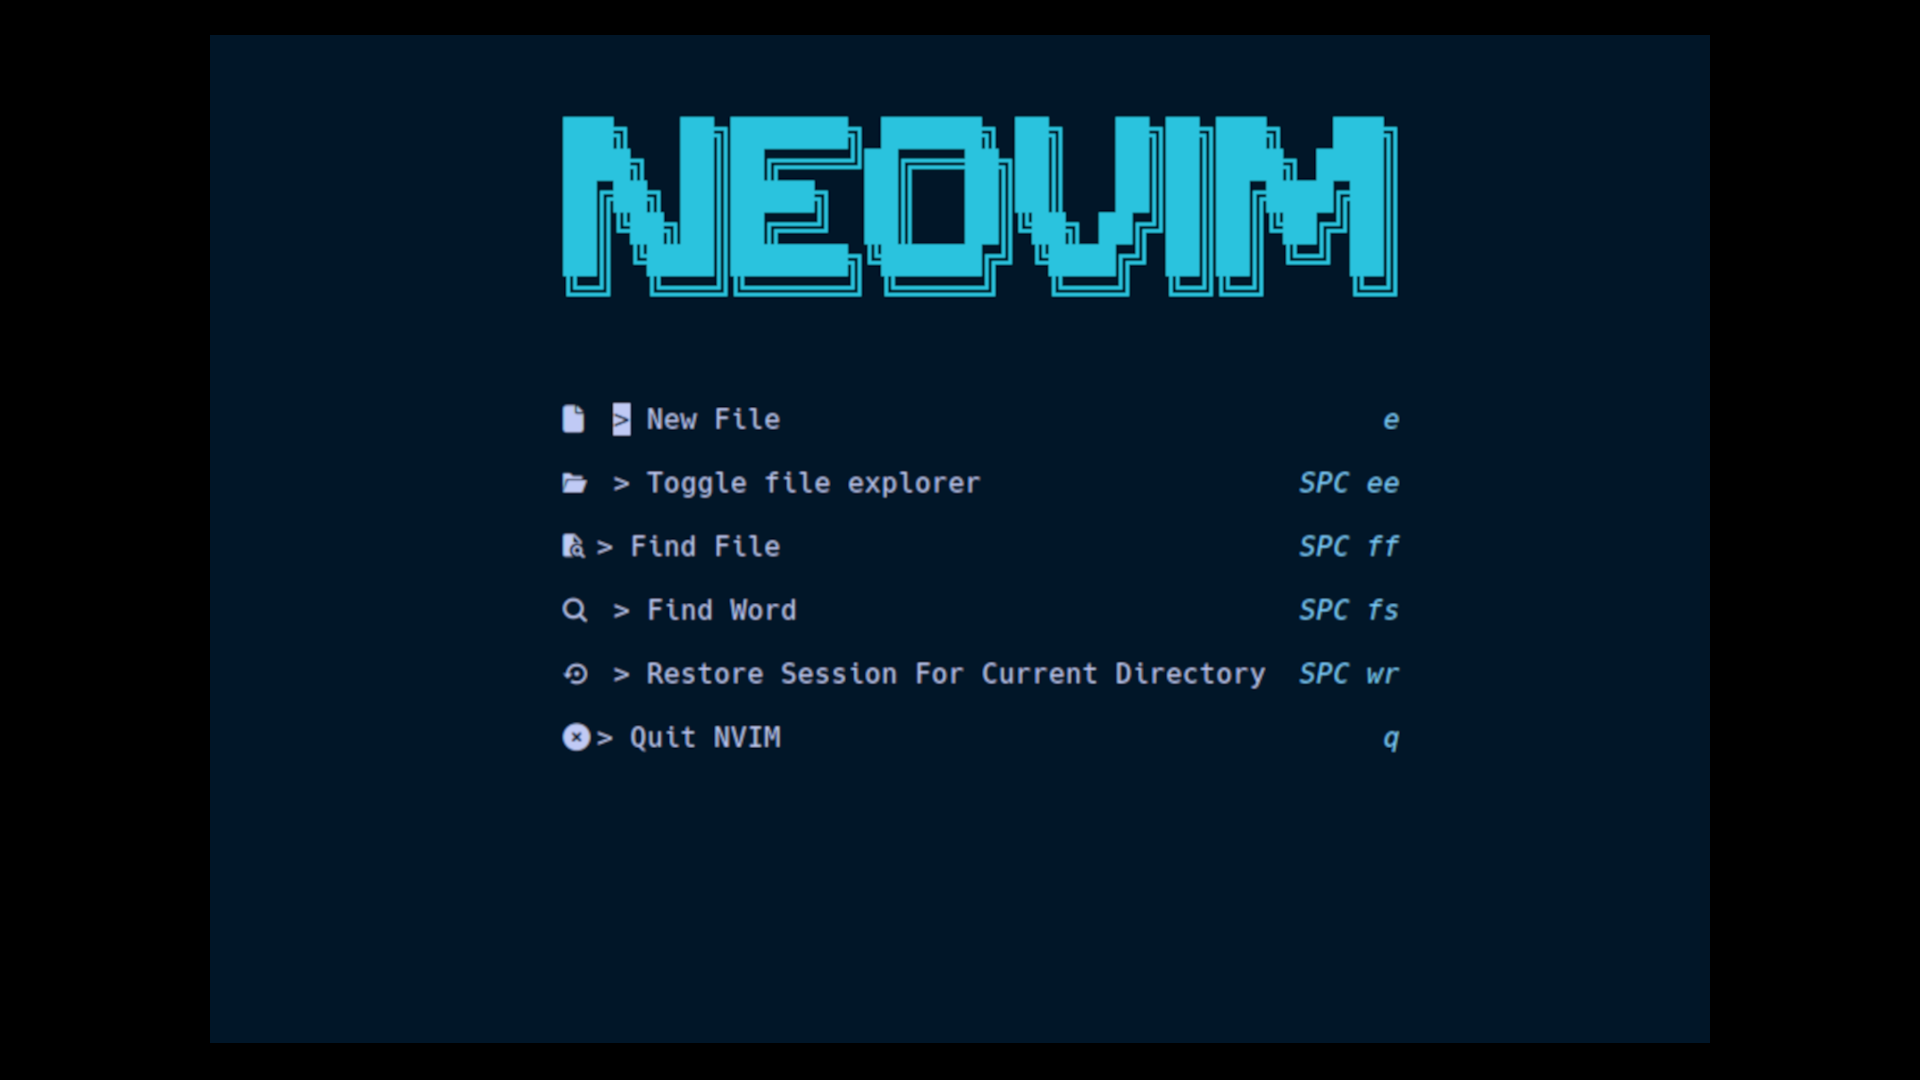 NEOVIM
> New File e
> Toggle file explorer SPC ee
> Find File SPC ff
> Find Word SPC fs
> Restore Session For Current Directory SPC wr
> Quit NVIM q